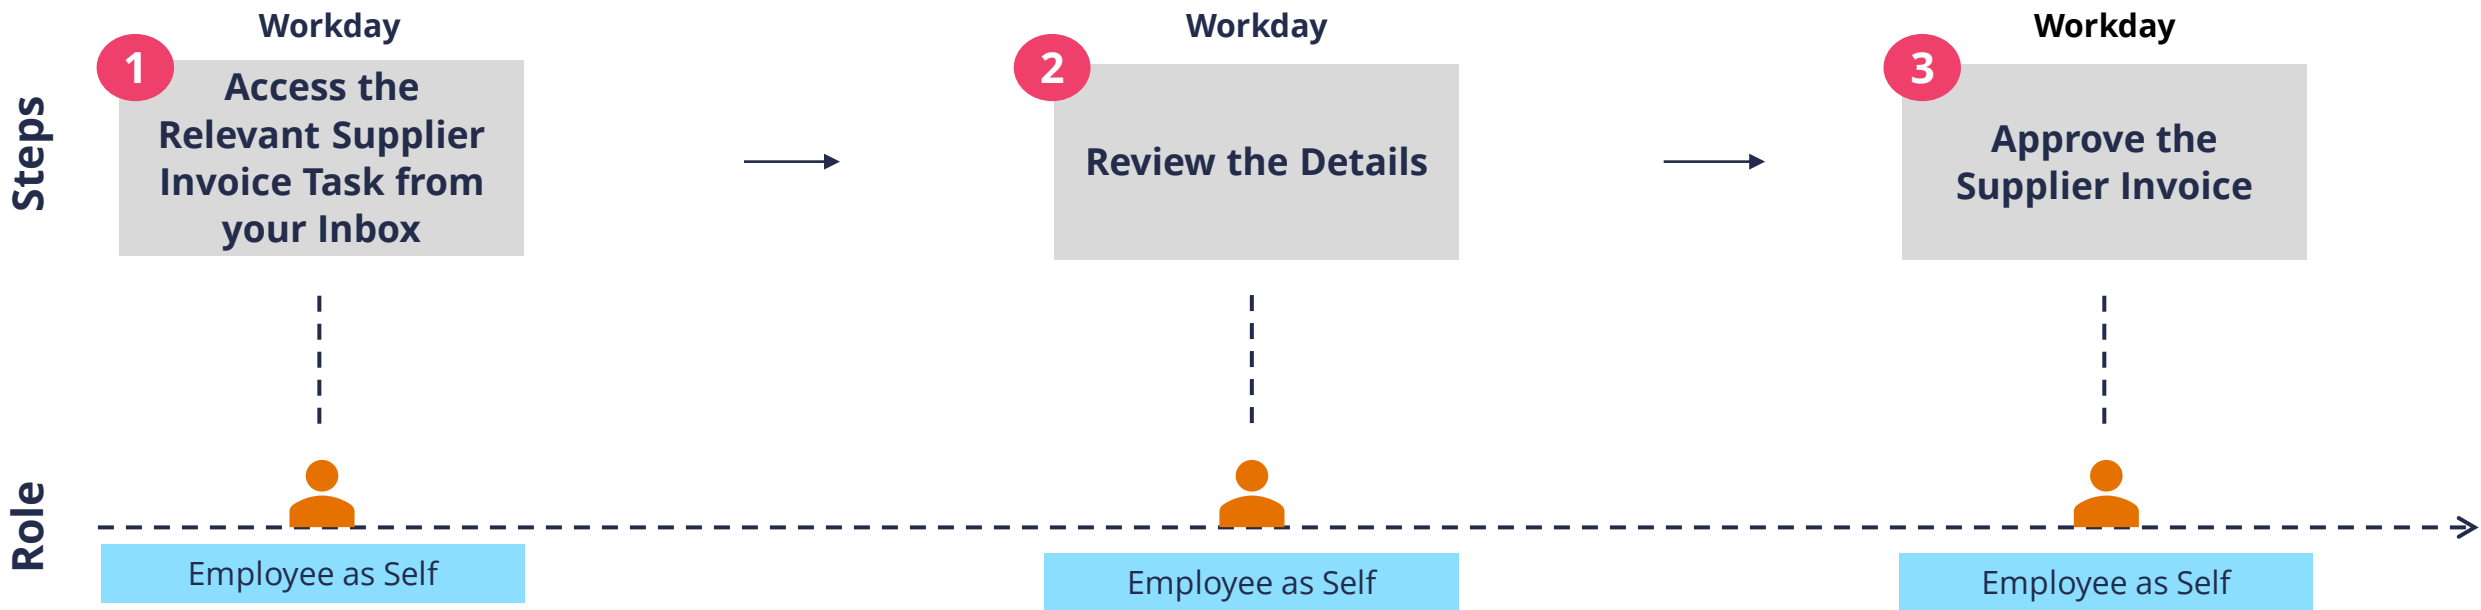 Steps
Workday
1
Access the
Relevant Supplier
Invoice Task from
your Inbox
Workday
2
Review the Details
Workday
3
Approve the
Supplier Invoice
Role
Employee as Self
Employee as Self
Employee as Self